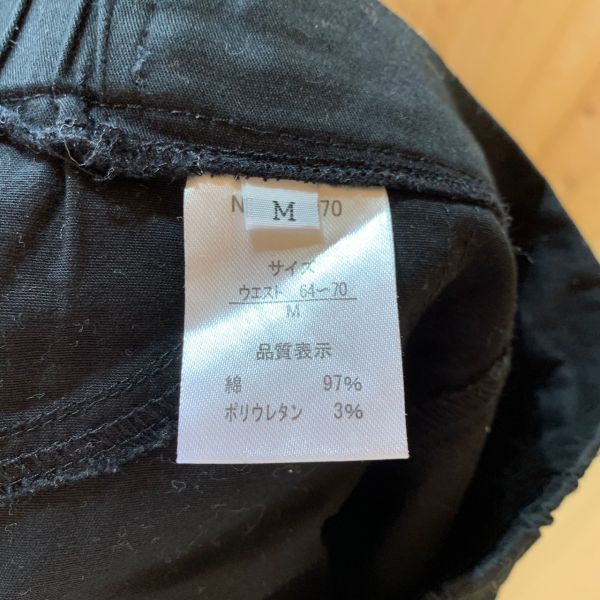 N M 70
サイズ
ウエスト 64〜70
M
品質表示
綿 97%
ポリウレタン 3%